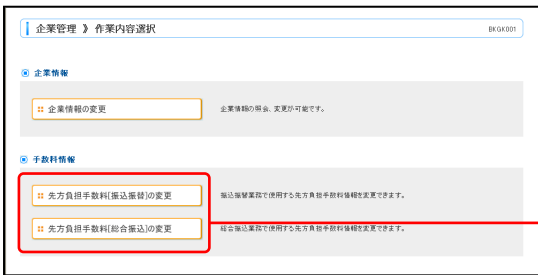 企業管理 》 作業内容選択
BKGK001
企業情報
企業情報の変更
企業情報の照会、変更が可能です。
手数料情報
先方負担手数料[振込振替]の変更
振込振替業務で使用する先方負担手数料情報を変更できます。
先方負担手数料[総合振込]の変更
総合振込業務で使用する先方負担手数料情報を変更できます。